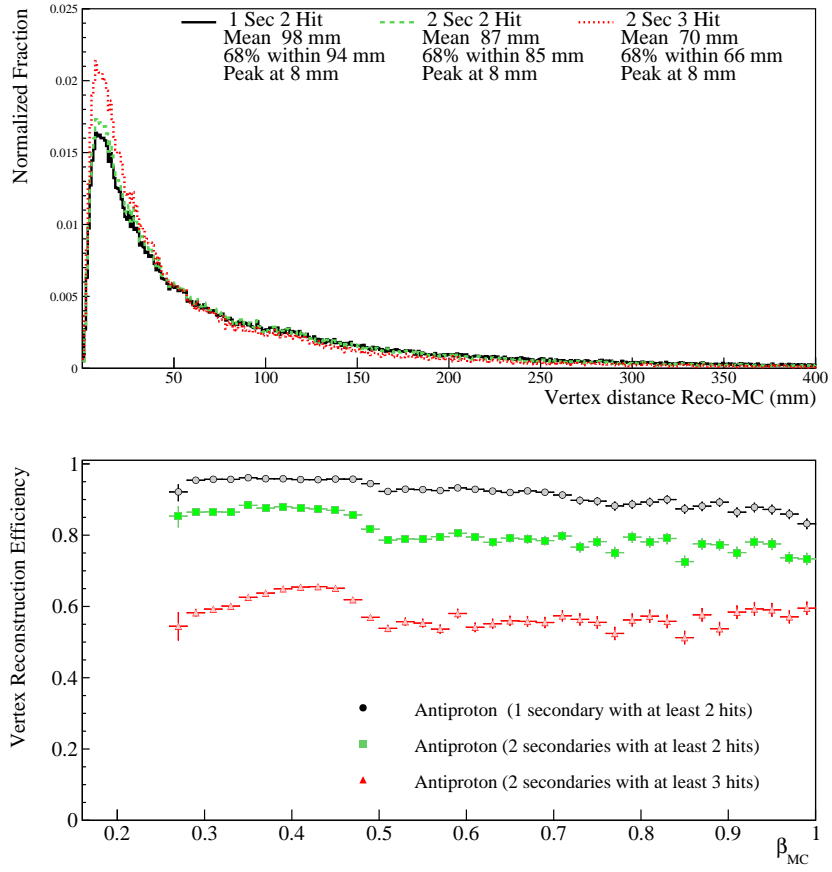 Normalized Fraction
0.025
0.02
0.015
0.01
0.005
0
1 Sec 2 Hit
Mean 98 mm
68% within 94 mm
Peak at 8 mm
2 Sec 2 Hit
Mean 87 mm
68% within 85 mm
Peak at 8 mm
2 Sec 3 Hit
Mean 70 mm
68% within 66 mm
Peak at 8 mm
50 100 150 200 250 300 350 400
Vertex distance Reco-MC (mm)
Vertex Reconstruction Efficiency
1
0.8
0.6
0.4
0.2
0
Antiproton (1 secondary with at least 2 hits)
Antiproton (2 secondaries with at least 2 hits)
Antiproton (2 secondaries with at least 3 hits)
0.2 0.3 0.4 0.5 0.6 0.7 0.8 0.9 1
β_MC